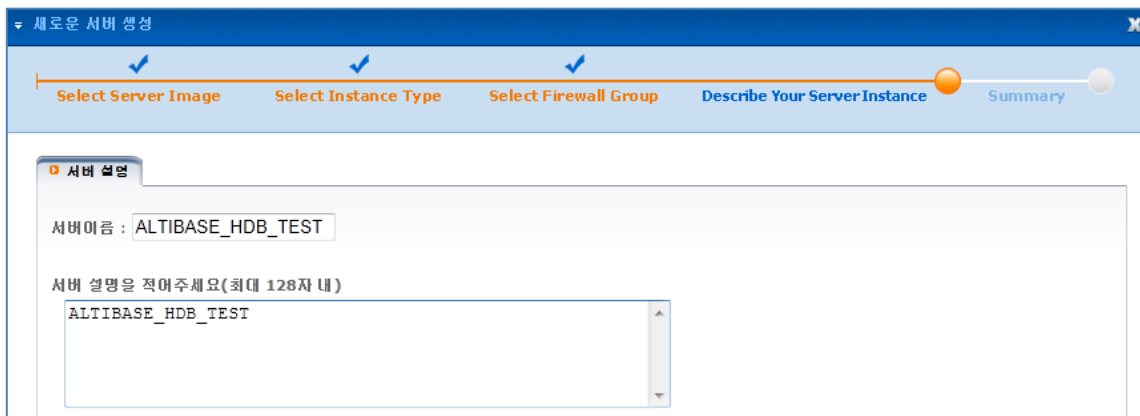 새로운 서버 생성
Select Server Image Select Instance Type Select Firewall Group Describe Your Server Instance Summary
서버 설명
서버이름 : ALTIBASE_HDB_TEST
서버 설명을 적어주세요(최대 128자 내)
ALTIBASE_HDB_TEST